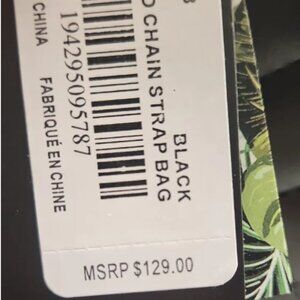 BLACK
CHAIN STRAP BAG
194295095787
CHINA FABRIQUÉ EN CHINE
MSRP $129.00